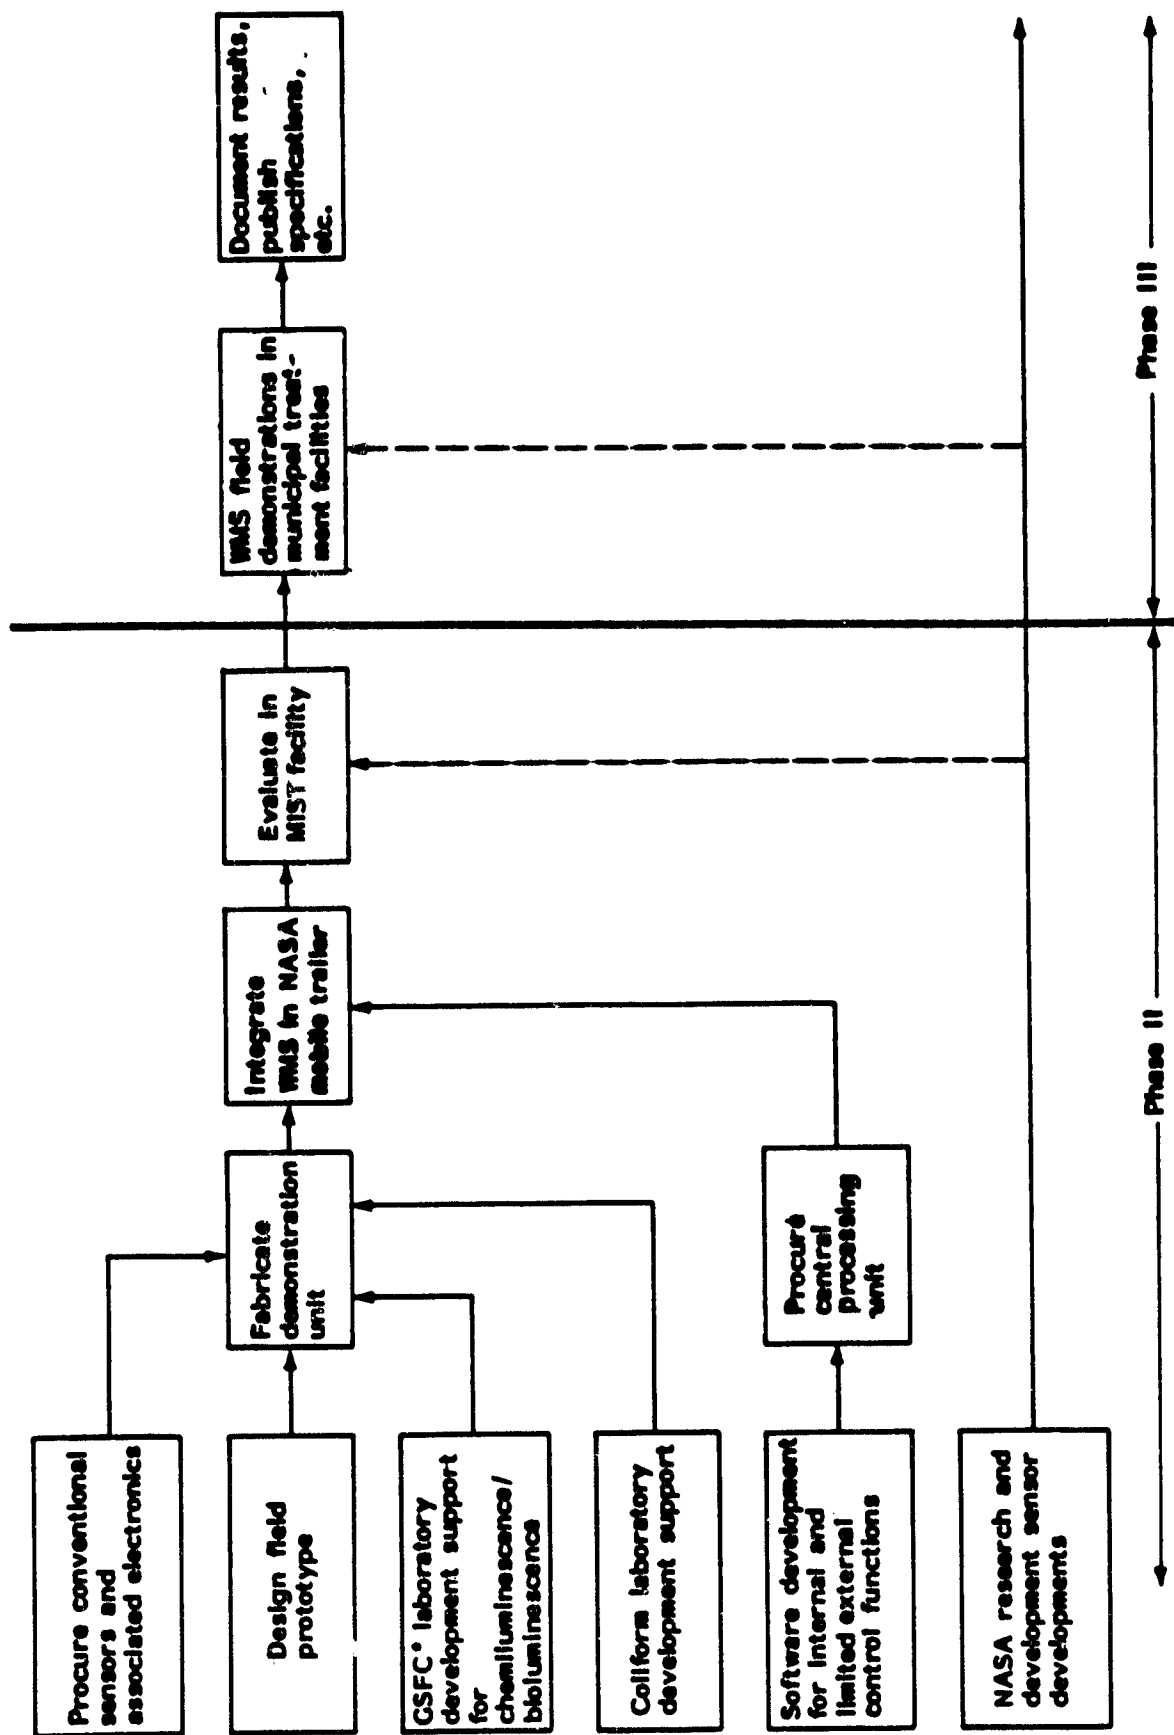 Procure conventional
sensors and
associated electronics
Design field
prototype
GSFC* laboratory
development support
for
chemiluminescence/
bioluminescence
Coliform laboratory
development support
Software development
for internal and
limited external
control functions
NASA research and
development sensor
developments
Fabricate
demonstration
unit
Procure
central
processing
unit
Integrate
WMS in NASA
mobile trailer
Evaluate in
MIST facility
WMS field
demonstrations in
municipal treat-
ment facilities
Document results,
publish
specifications,
etc.
Phase II
Phase III